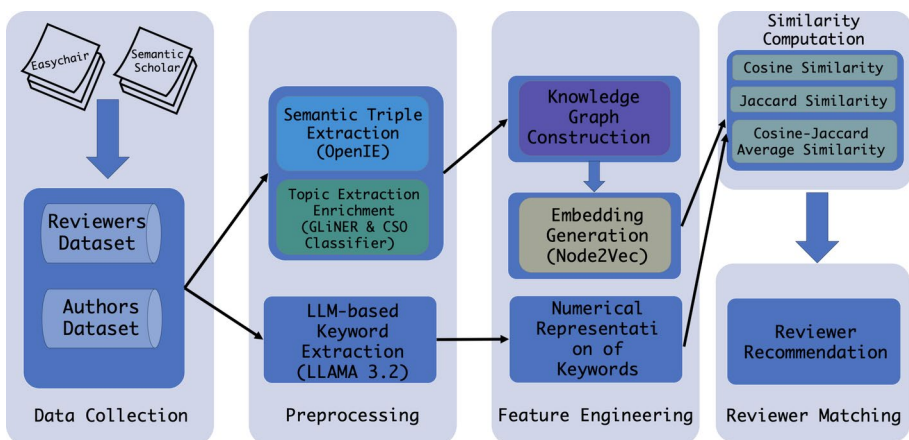 Easychair
Semantic
Scholar
Reviewers
Dataset
Authors
Dataset
Data Collection
Semantic Triple
Extraction
(OpenIE)
Topic Extraction
Enrichment
(GLiNER & CSO
Classifier)
LLM-based
Keyword
Extraction
(LLAMA 3.2)
Preprocessing
Knowledge
Graph
Construction
Embedding
Generation
(Node2Vec)
Numerical
Representati
on of
Keywords
Feature Engineering
Similarity
Computation
Cosine Similarity
Jaccard Similarity
Cosine-Jaccard
Average Similarity
Reviewer
Recommendation
Reviewer Matching